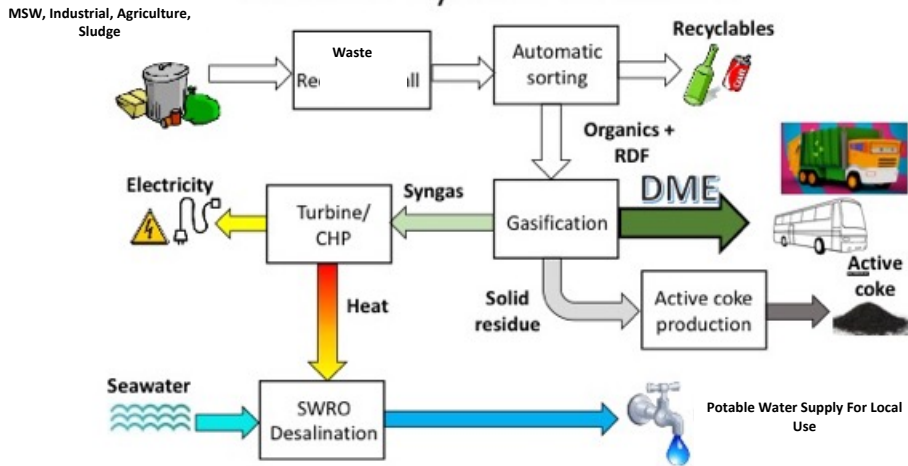 MSW, Industrial, Agriculture,
Sludge
Waste
Automatic
sorting
Recyclables
Organics +
RDF
Electricity
Turbine/
CHP
Syngas
Gasification
DME
Heat
Solid
residue
Active coke
production
Active
coke
Seawater
SWRO
Desalination
Potable Water Supply For Local
Use